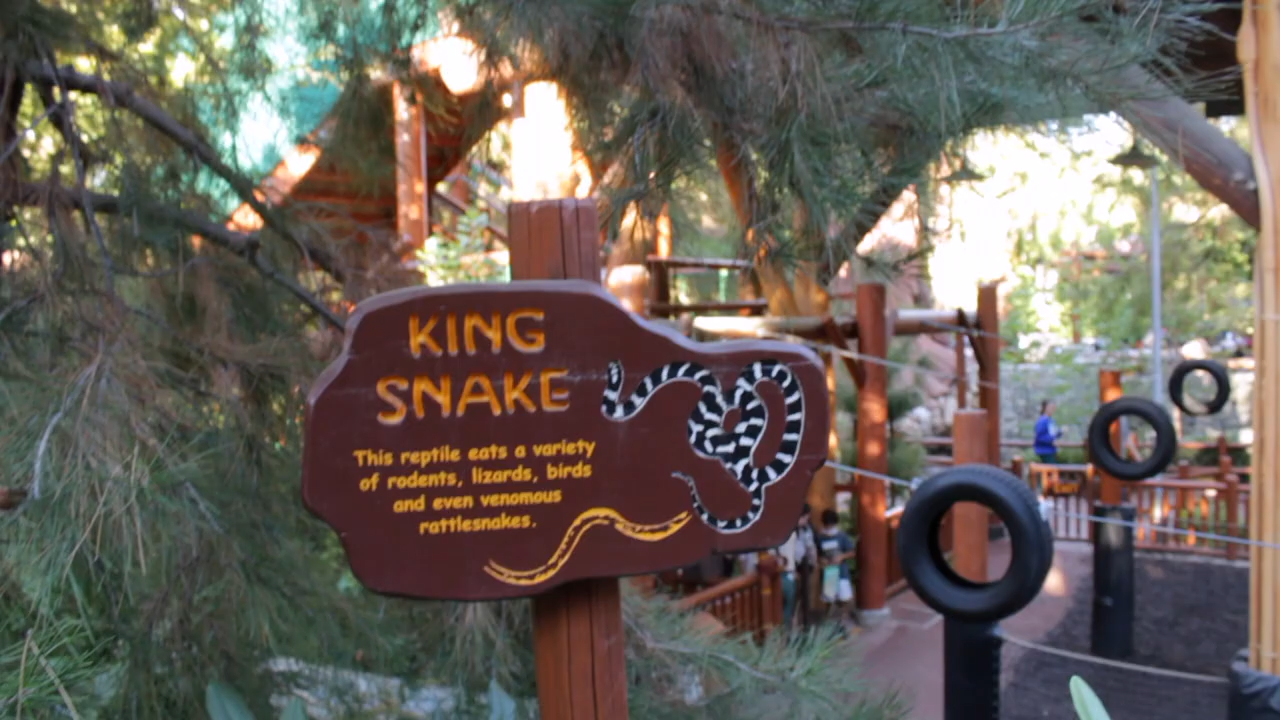 KING
SNAKE
This reptile eats a variety
of rodents, lizards, birds
and even venomous
rattlesnakes.